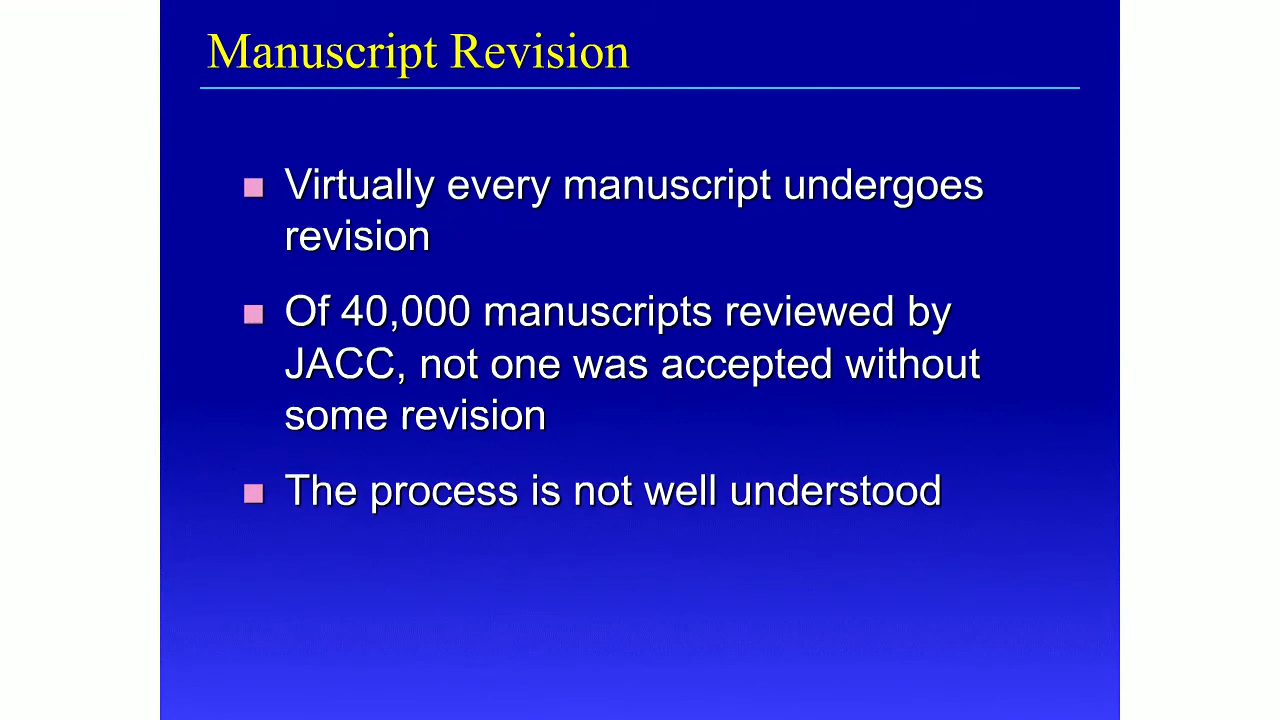 Manuscript Revision
Virtually every manuscript undergoes
revision
Of 40,000 manuscripts reviewed by
JACC, not one was accepted without
some revision
The process is not well understood